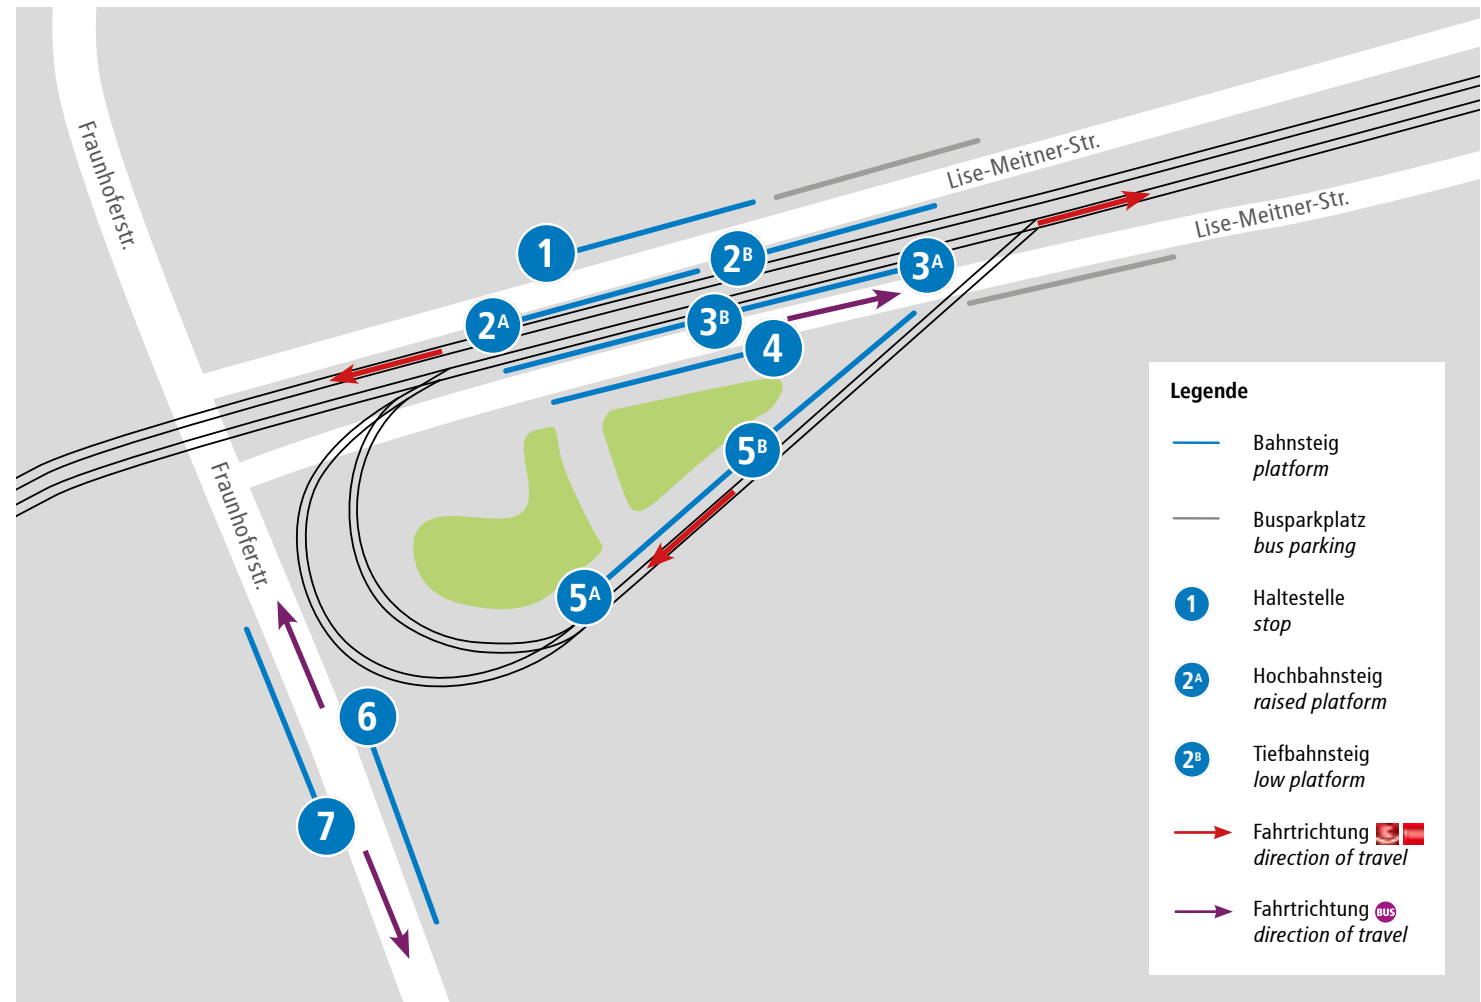 Fraunhoferstr.
Lise-Meitner-Str.
Lise-Meitner-Str.
1
2B
3A
2A
3B
4
5B
Fraunhoferstr.
5A
6
7
Legende
Bahnsteig
platform
Busparkplatz
bus parking
1
Haltestelle
stop
2A
Hochbahnsteig
raised platform
2B
Tiefbahnsteig
low platform
Fahrtrichtung
direction of travel
Fahrtrichtung BUS
direction of travel